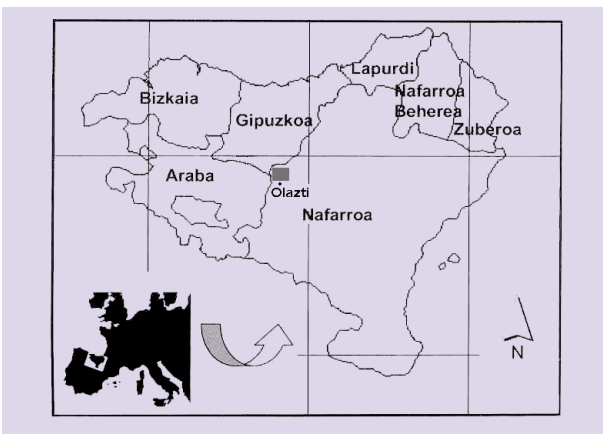 Lapurdi
Bizkaia
Nafarroa
Beherea
Gipuzkoa
Zuberoa
Araba
Olazti
Nafarroa
N